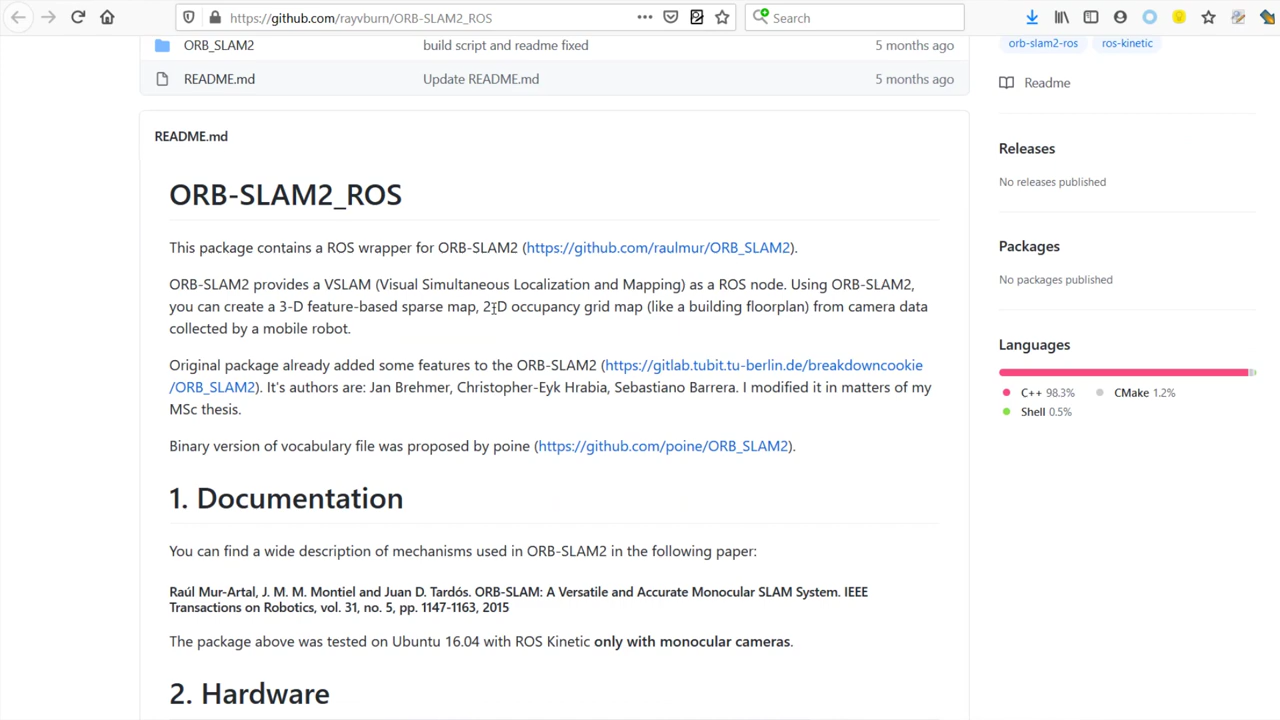 https://github.com/rayvburn/ORB-SLAM2_ROS
Search
ORB_SLAM2 build script and readme fixed 5 months ago
README.md Update README.md 5 months ago
orb-slam2-ros ros-kinetic
Readme
README.md
Releases
No releases published
ORB-SLAM2_ROS
This package contains a ROS wrapper for ORB-SLAM2 (https://github.com/raulmur/ORB_SLAM2).
Packages
No packages published
ORB-SLAM2 provides a VSLAM (Visual Simultaneous Localization and Mapping) as a ROS node. Using ORB-SLAM2,
you can create a 3-D feature-based sparse map, 2-D occupancy grid map (like a building floorplan) from camera data
collected by a mobile robot.
Languages
C++ 98.3% CMake 1.2%
Shell 0.5%
Original package already added some features to the ORB-SLAM2 (https://gitlab.tubit.tu-berlin.de/breakdowncookie
/ORB_SLAM2). It's authors are: Jan Brehmer, Christopher-Eyk Hrabia, Sebastiano Barrera. I modified it in matters of my
MSc thesis.
Binary version of vocabulary file was proposed by poine (https://github.com/poine/ORB_SLAM2).
1. Documentation
You can find a wide description of mechanisms used in ORB-SLAM2 in the following paper:
Raúl Mur-Artal, J. M. M. Montiel and Juan D. Tardós. ORB-SLAM: A Versatile and Accurate Monocular SLAM System. IEEE
Transactions on Robotics, vol. 31, no. 5, pp. 1147-1163, 2015
The package above was tested on Ubuntu 16.04 with ROS Kinetic only with monocular cameras.
2. Hardware